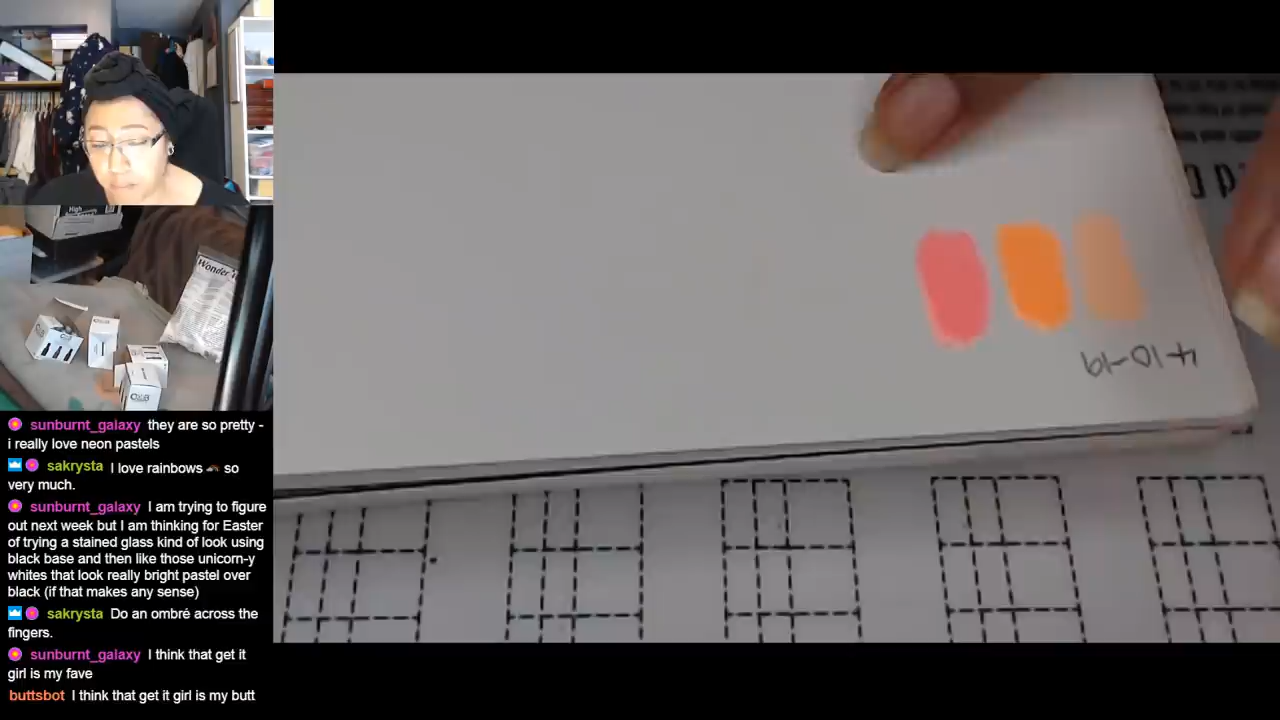 High
Wonder
sunburnt_galaxy they are so pretty -
i really love neon pastels
sakrysta I love rainbows so
very much.
sunburnt_galaxy I am trying to figure
out next week but I am thinking for Easter
of trying a stained glass kind of look using
black base and then like those unicorn-y
whites that look really bright pastel over
black (if that makes any sense)
sakrysta Do an ombré across the
fingers.
sunburnt_galaxy I think that get it
girl is my fave
buttsbot I think that get it girl is my butt
4-10-19